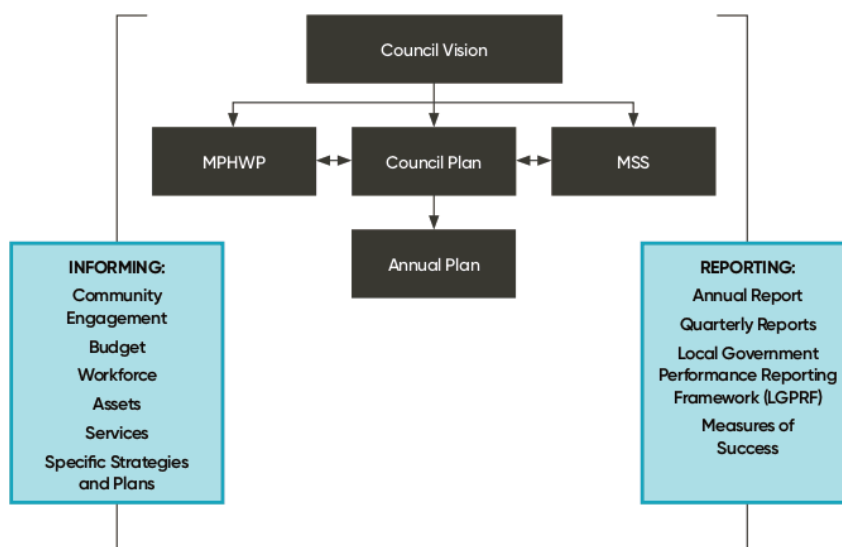 Council Vision
MPHWP
Council Plan
MSS
Annual Plan
INFORMING:
Community
Engagement
Budget
Workforce
Assets
Services
Specific Strategies
and Plans
REPORTING:
Annual Report
Quarterly Reports
Local Government
Performance Reporting
Framework (LGPRF)
Measures of
Success